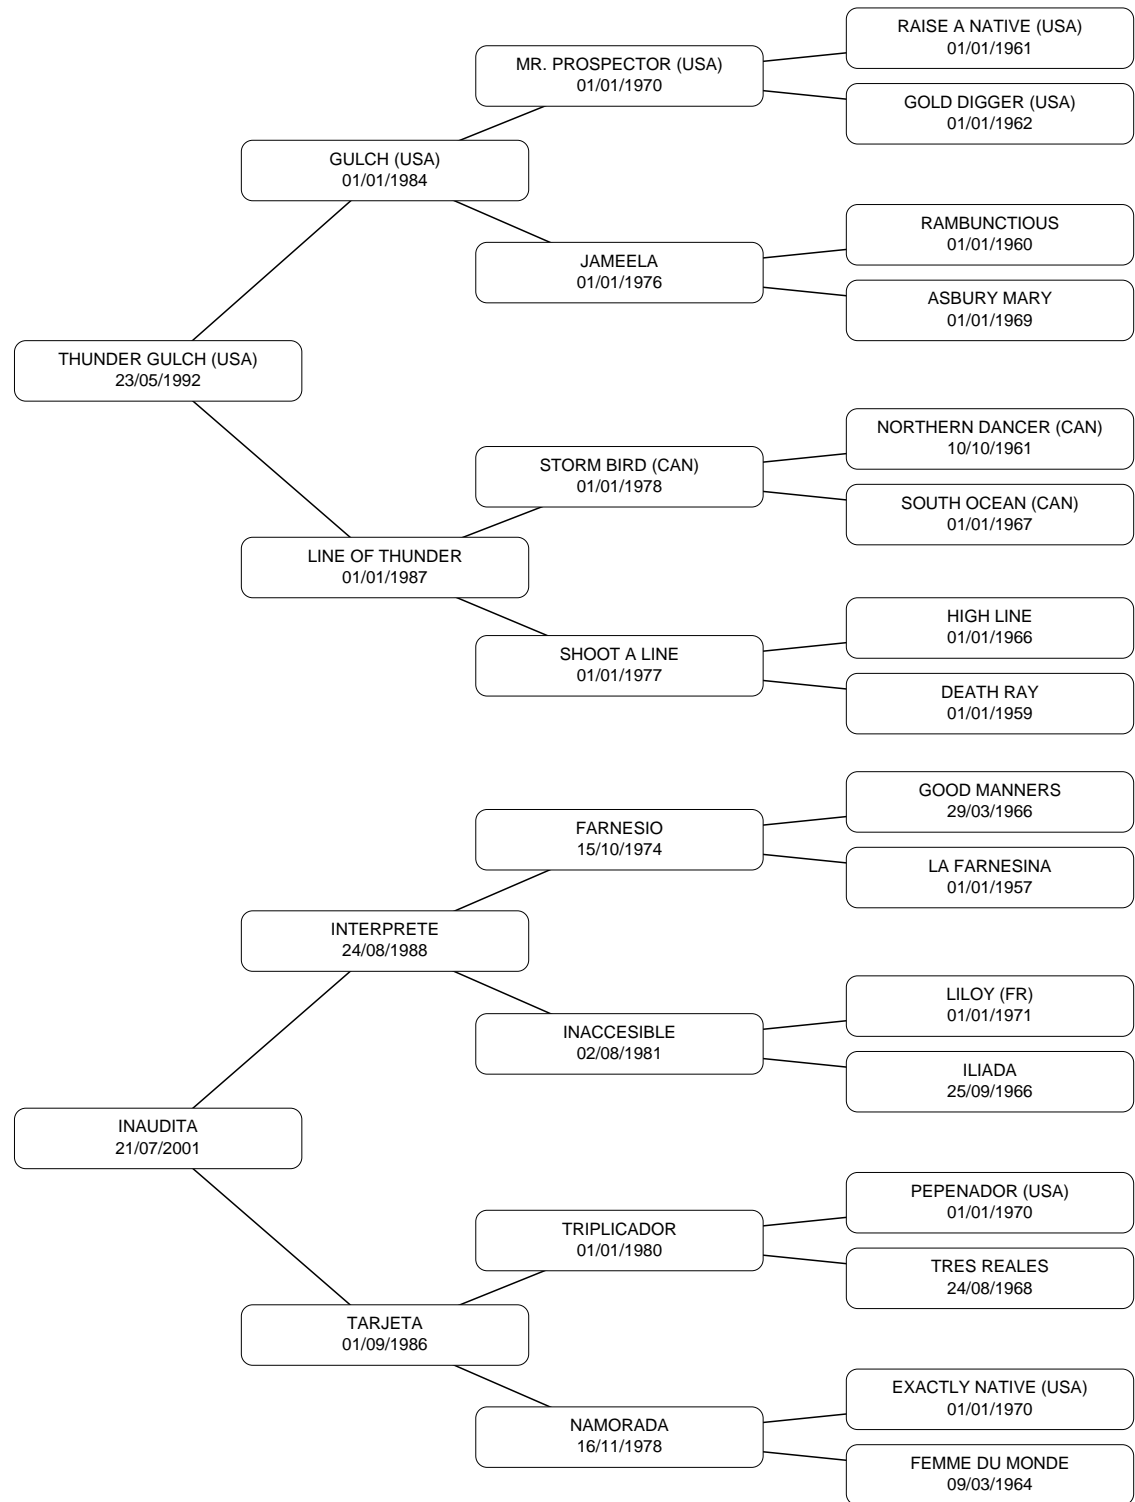 RAISE A NATIVE (USA)
01/01/1961
MR. PROSPECTOR (USA)
01/01/1970
GOLD DIGGER (USA)
01/01/1962
GULCH (USA)
01/01/1984
RAMBUNCTIOUS
01/01/1960
JAMEELA
01/01/1976
ASBURY MARY
01/01/1969
THUNDER GULCH (USA)
23/05/1992
NORTHERN DANCER (CAN)
10/10/1961
STORM BIRD (CAN)
01/01/1978
SOUTH OCEAN (CAN)
01/01/1967
LINE OF THUNDER
01/01/1987
HIGH LINE
01/01/1966
SHOOT A LINE
01/01/1977
DEATH RAY
01/01/1959
GOOD MANNERS
29/03/1966
FARNESIO
15/10/1974
LA FARNESINA
01/01/1957
INTERPRETE
24/08/1988
LILOY (FR)
01/01/1971
INACCESIBLE
02/08/1981
ILIADA
25/09/1966
INAUDITA
21/07/2001
PEPENADOR (USA)
01/01/1970
TRIPLICADOR
01/01/1980
TRES REALES
24/08/1968
TARJETA
01/09/1986
EXACTLY NATIVE (USA)
01/01/1970
NAMORADA
16/11/1978
FEMME DU MONDE
09/03/1964